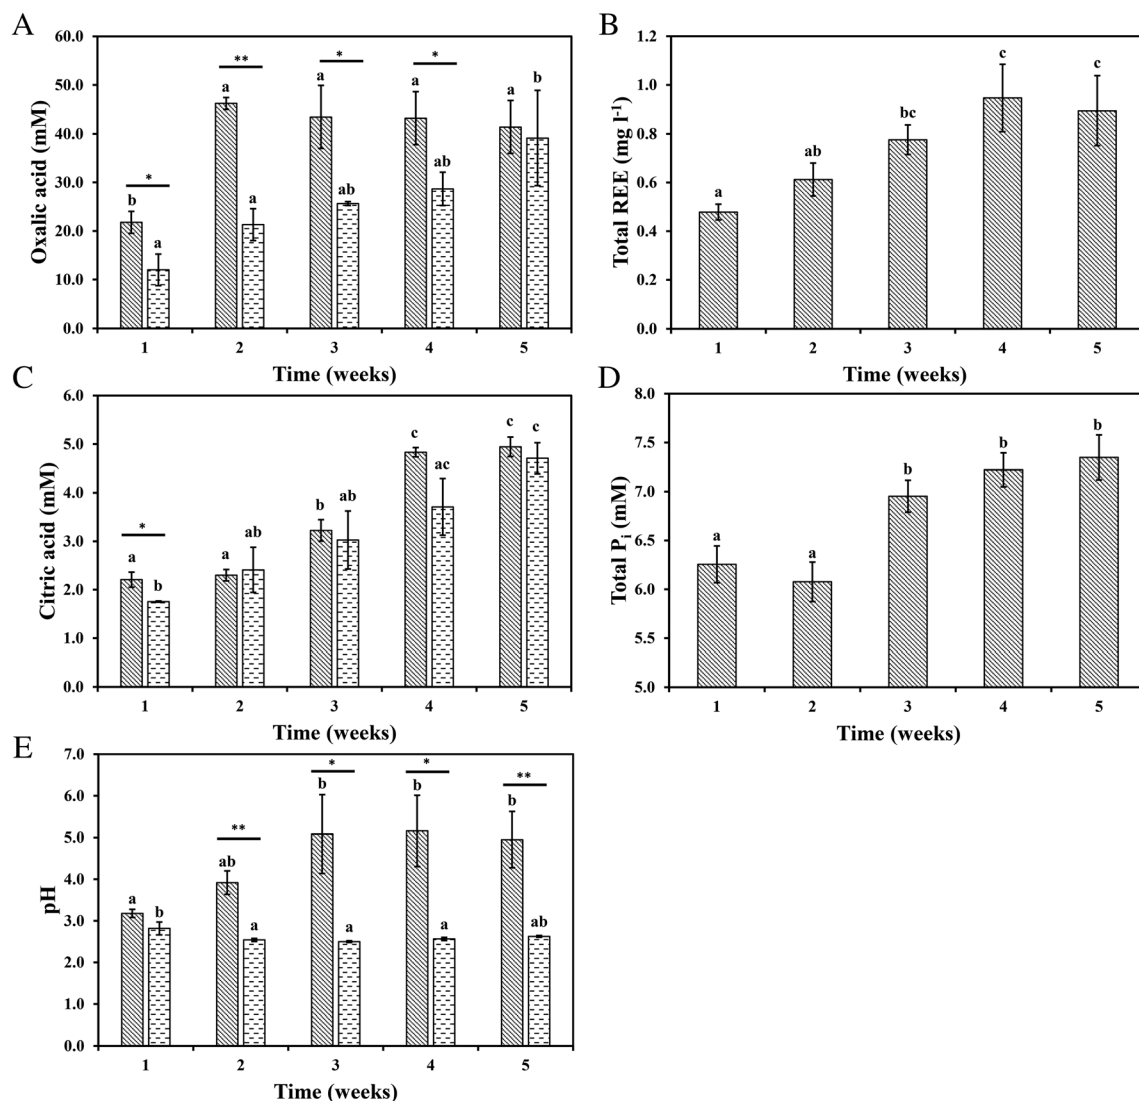 A
Oxalic acid (mM)
60.0
50.0
40.0
30.0
20.0
10.0
0.0
*
**
*
*
b
a
a
a
a
ab
a
ab
a
b
1 2 3 4 5
Time (weeks)
B
Total REE (mg l-1)
1.2
1.0
0.8
0.6
0.4
0.2
0.0
a
ab
bc
c
c
1 2 3 4 5
Time (weeks)
C
Citric acid (mM)
6.0
5.0
4.0
3.0
2.0
1.0
0.0
*
a
b
a
ab
b
ab
c
ac
c
c
1 2 3 4 5
Time (weeks)
D
Total Pi (mM)
8.0
7.5
7.0
6.5
6.0
5.5
5.0
a
a
b
b
b
1 2 3 4 5
Time (weeks)
E
pH
7.0
6.0
5.0
4.0
3.0
2.0
1.0
0.0
**
*
*
**
a
b
ab
a
b
a
b
a
b
ab
1 2 3 4 5
Time (weeks)